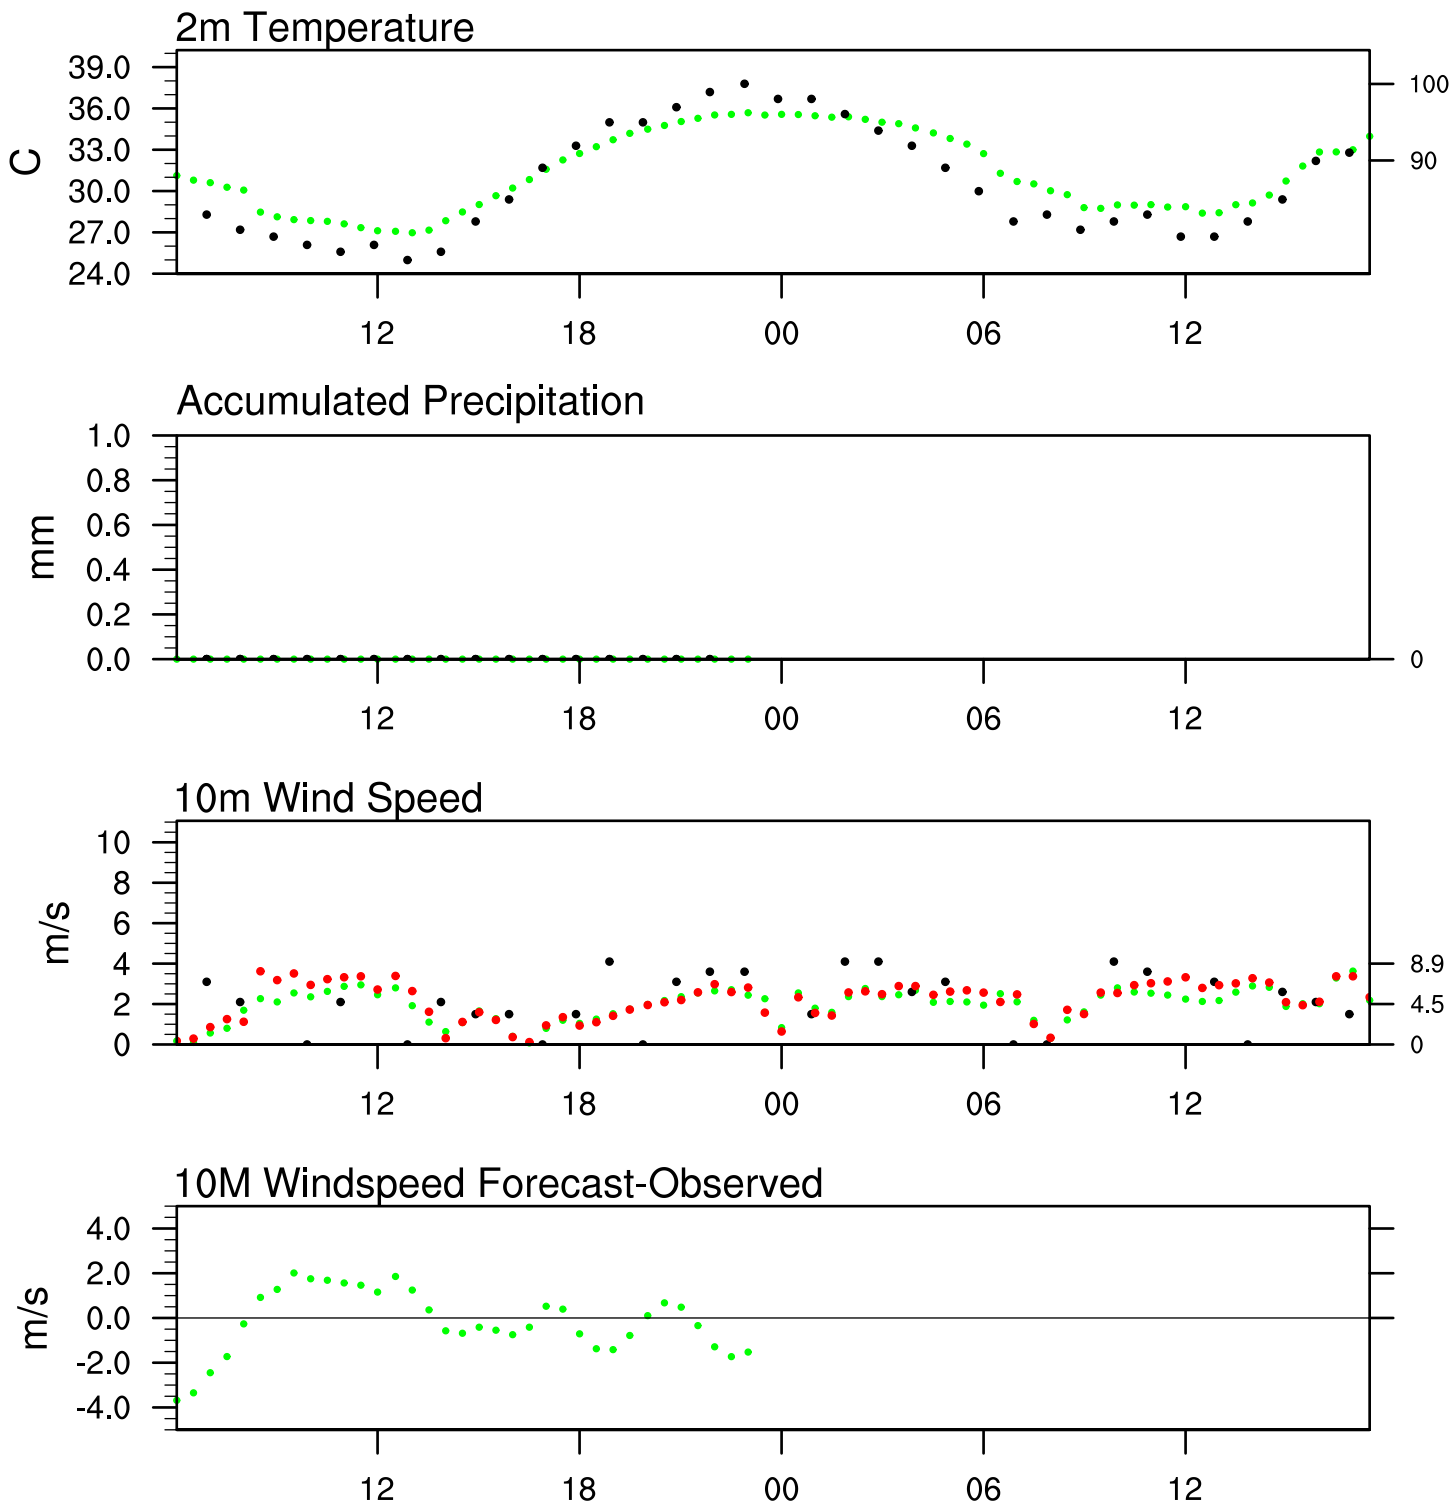 2m Temperature
39.0
36.0
33.0
30.0
27.0
24.0
C
100
90
12 18 00 06 12
Accumulated Precipitation
1.0
0.8
0.6
0.4
0.2
0.0
mm
0
12 18 00 06 12
10m Wind Speed
10
8
6
4
2
0
m/s
8.9
4.5
0
12 18 00 06 12
10M Windspeed Forecast-Observed
4.0
2.0
0.0
-2.0
-4.0
m/s
12 18 00 06 12